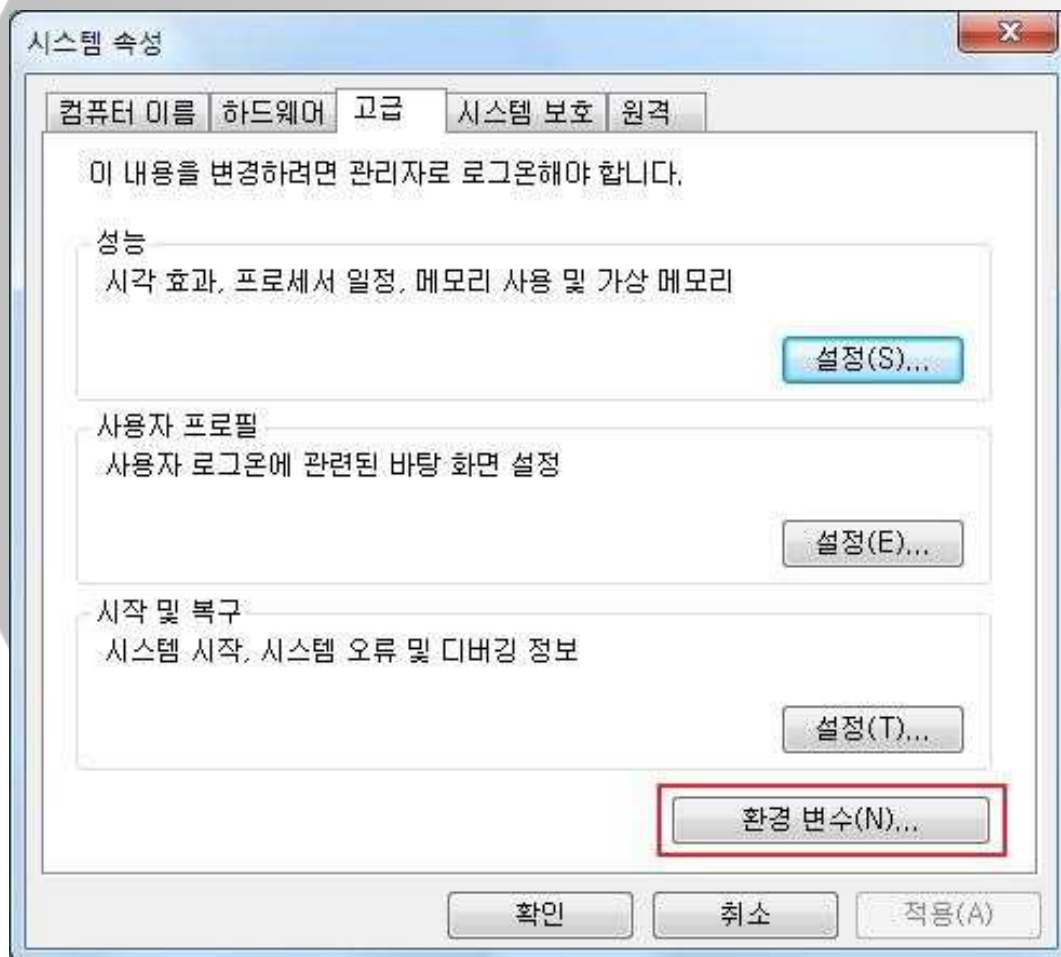 시스템 속성
컴퓨터 이름 하드웨어 고급 시스템 보호 원격
이 내용을 변경하려면 관리자로 로그온해야 합니다.
성능
시각 효과, 프로세서 일정, 메모리 사용 및 가상 메모리
설정(S)...
사용자 프로필
사용자 로그온에 관련된 바탕 화면 설정
설정(E)...
시작 및 복구
시스템 시작, 시스템 오류 및 디버깅 정보
설정(T)...
환경 변수(N)...
확인 취소 적용(A)